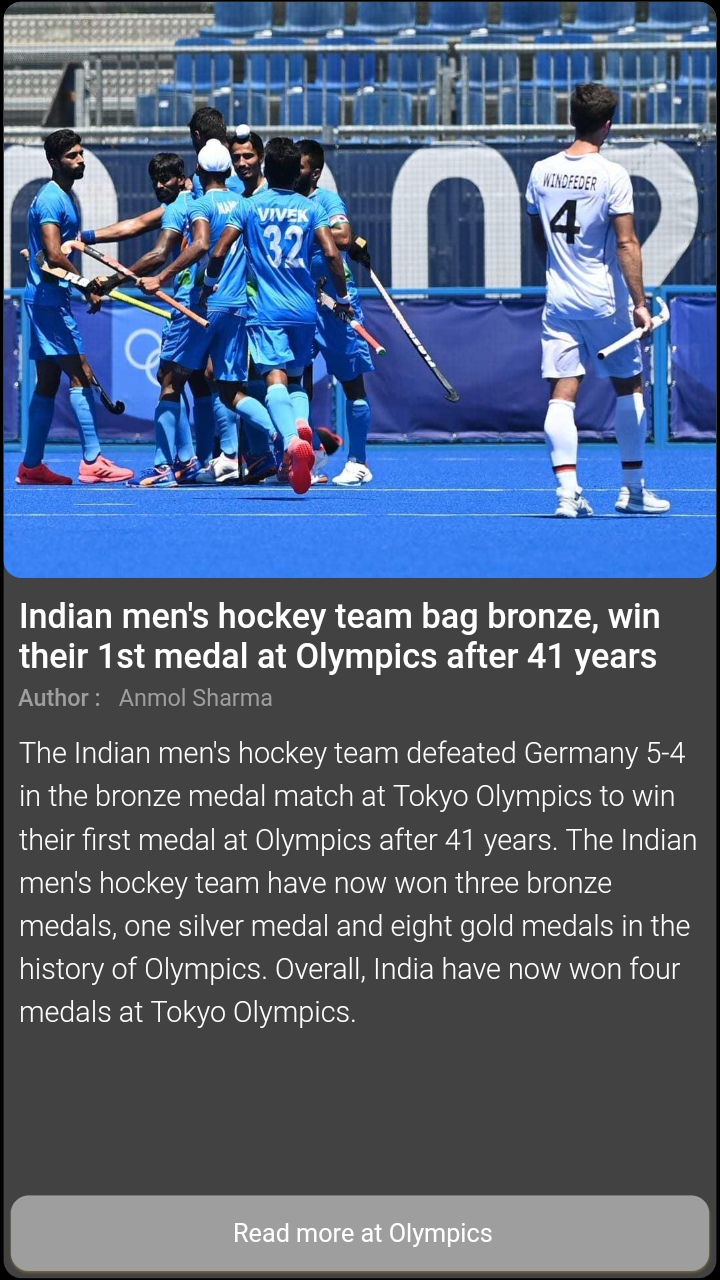 WINDFEDER
4
VIVEK
32
Indian men's hockey team bag bronze, win
their 1st medal at Olympics after 41 years
Author : Anmol Sharma
The Indian men's hockey team defeated Germany 5-4
in the bronze medal match at Tokyo Olympics to win
their first medal at Olympics after 41 years. The Indian
men's hockey team have now won three bronze
medals, one silver medal and eight gold medals in the
history of Olympics. Overall, India have now won four
medals at Tokyo Olympics.
Read more at Olympics